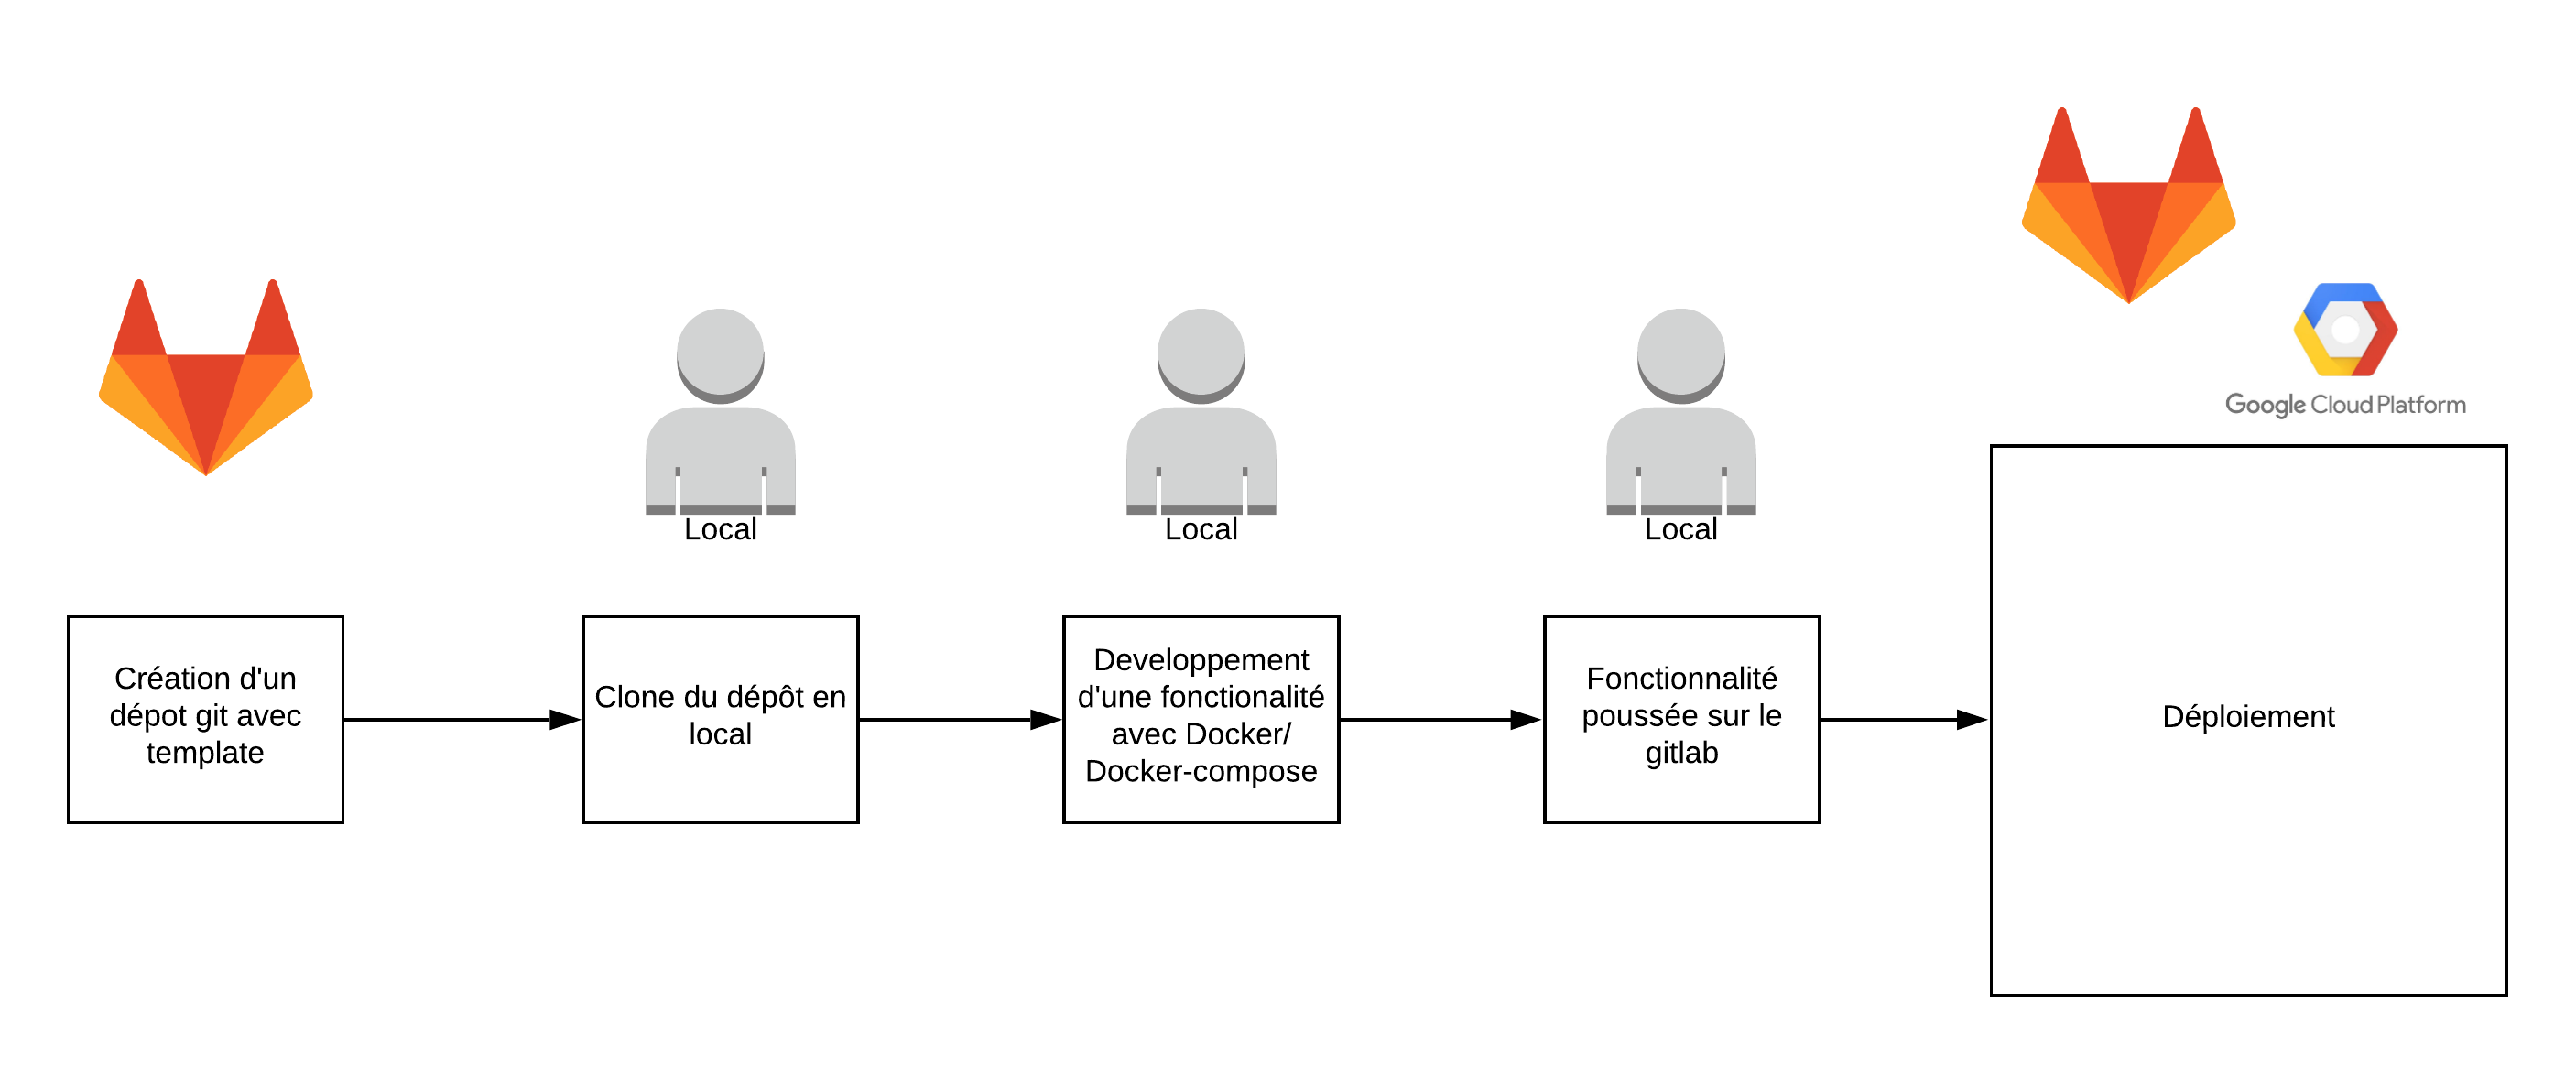 Google Cloud Platform
Local
Local
Local
Création d'un
dépot git avec
template
Clone du dépôt en
local
Developpement
d'une fonctionalité
avec Docker/
Docker-compose
Fonctionnalité
poussée sur le
gitlab
Déploiement